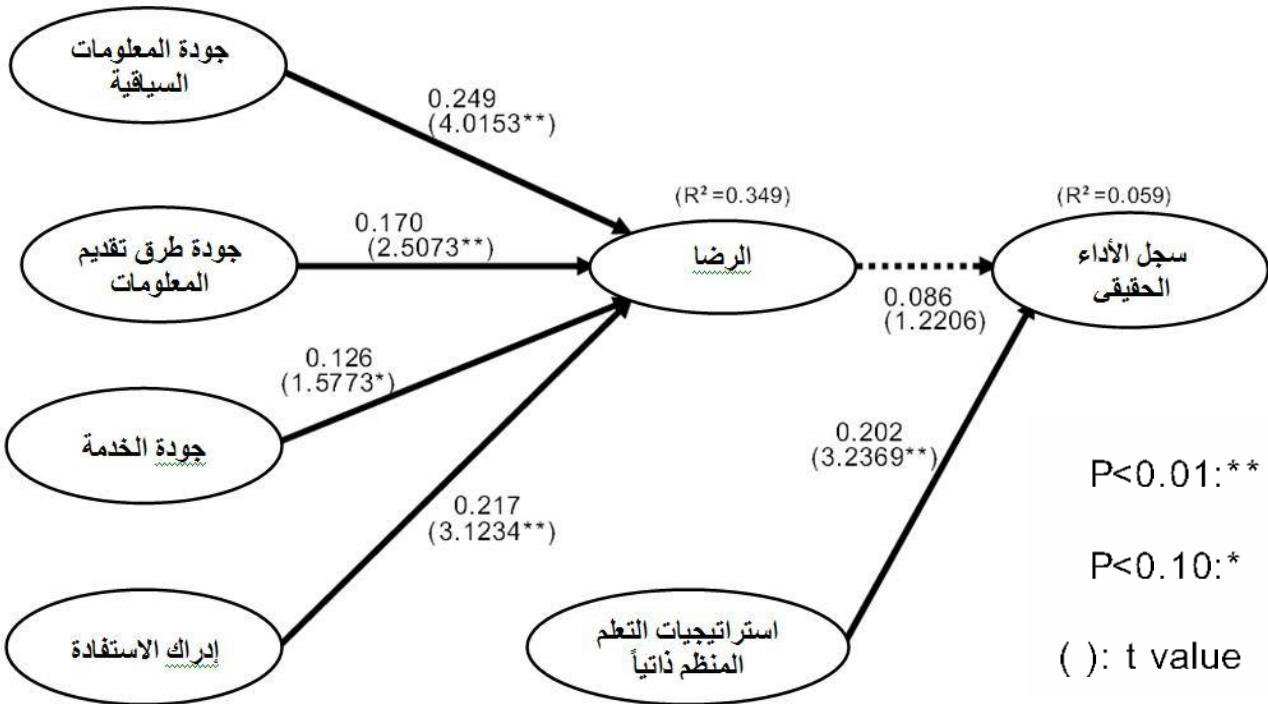 جودة المعلومات
السياقية
0.249
(4.0153**)
جودة طرق تقديم
المعلومات
0.170
(2.5073**)
جودة الخدمة
0.126
(1.5773*)
إدراك الاستفادة
0.217
(3.1234**)
(R²=0.349)
الرضا
0.086
(1.2206)
(R²=0.059)
سجل الأداء
الحقيقى
استراتيجيات التعلم
المنظم ذاتياً
0.202
(3.2369**)
P<0.01:**
P<0.10:*
( ): t value